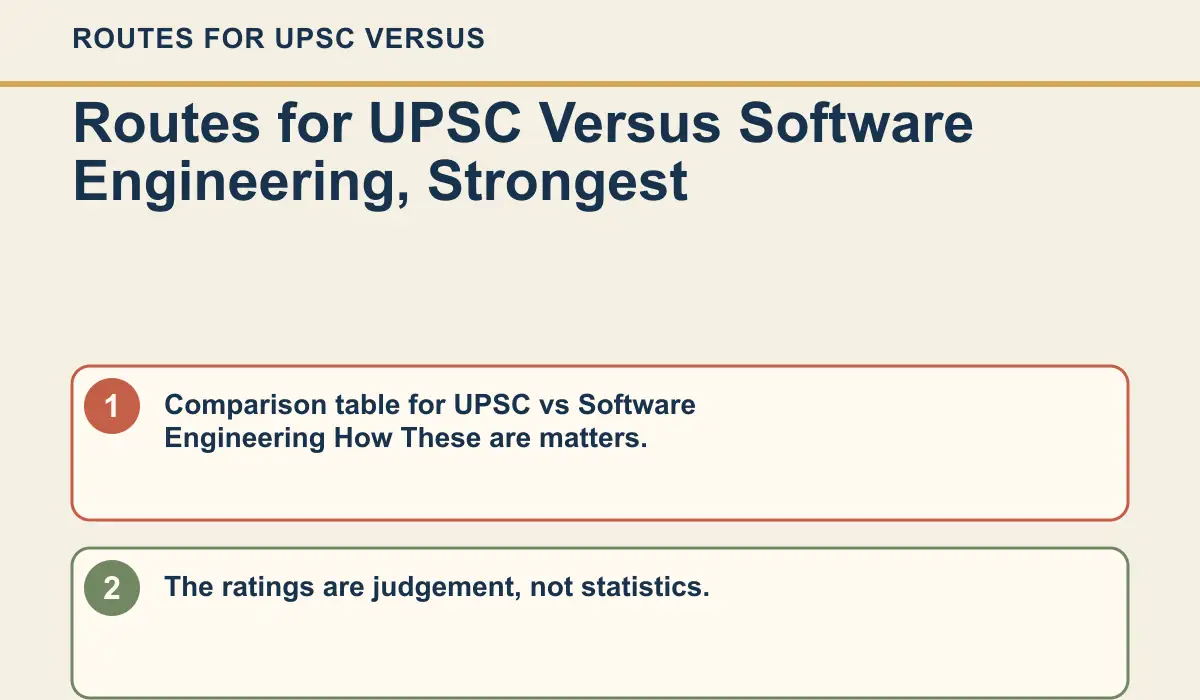 ROUTES FOR UPSC VERSUS
Routes for UPSC Versus Software
Engineering, Strongest
1
Comparison table for UPSC vs Software
Engineering How These are matters.
2
The ratings are judgement, not statistics.